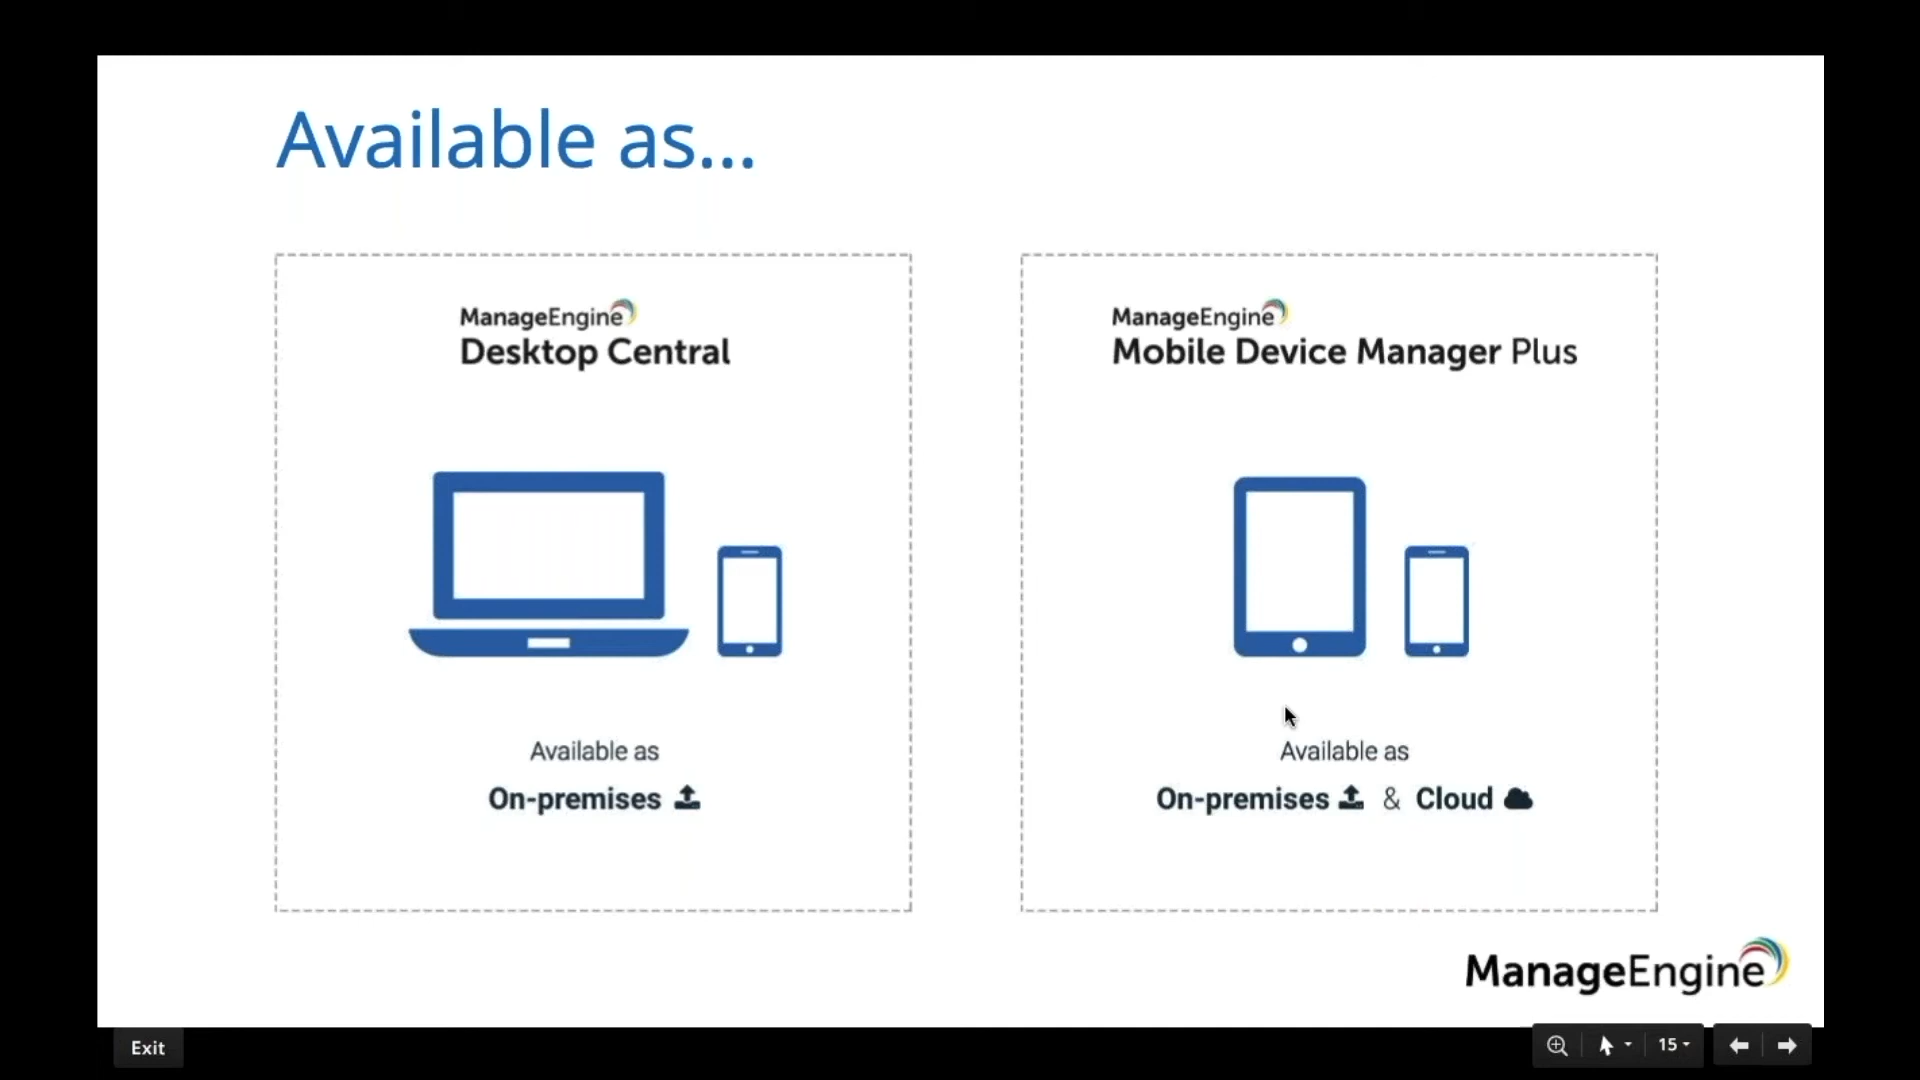 Available as...
ManageEngine
Desktop Central
Available as
On-premises
ManageEngine
Mobile Device Manager Plus
Available as
On-premises & Cloud
ManageEngine
Exit
15